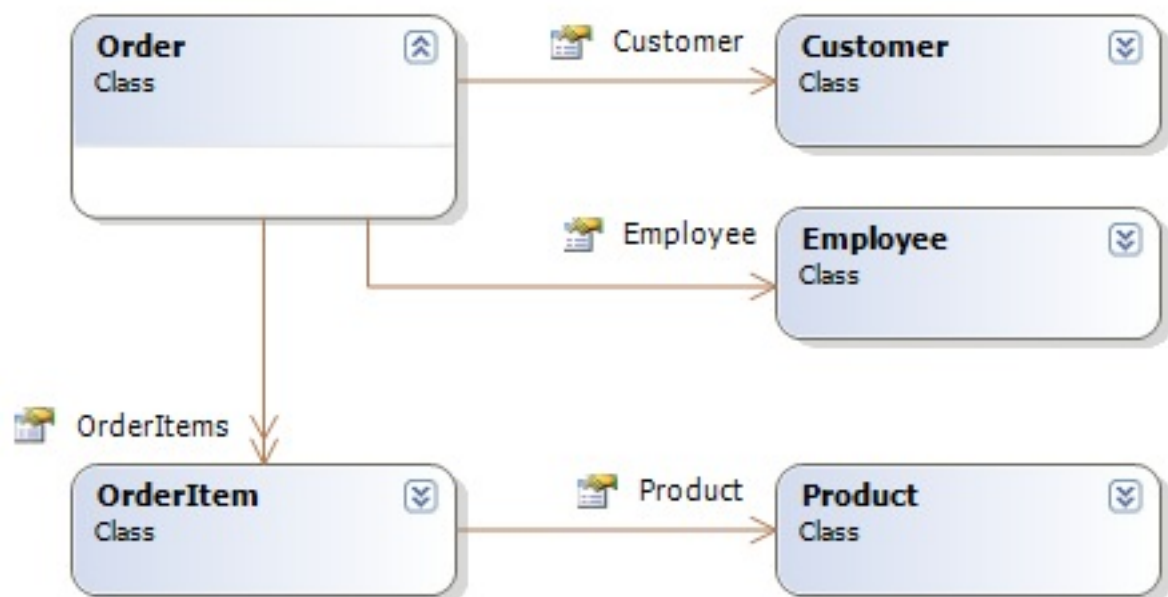 Order
Class
Customer
Customer
Class
Employee
Employee
Class
OrderItems
OrderItem
Class
Product
Product
Class